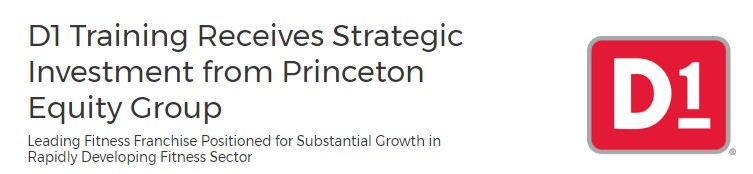 D1 Training Receives Strategic
Investment from Princeton
Equity Group
Leading Fitness Franchise Positioned for Substantial Growth in
Rapidly Developing Fitness Sector
D1
®